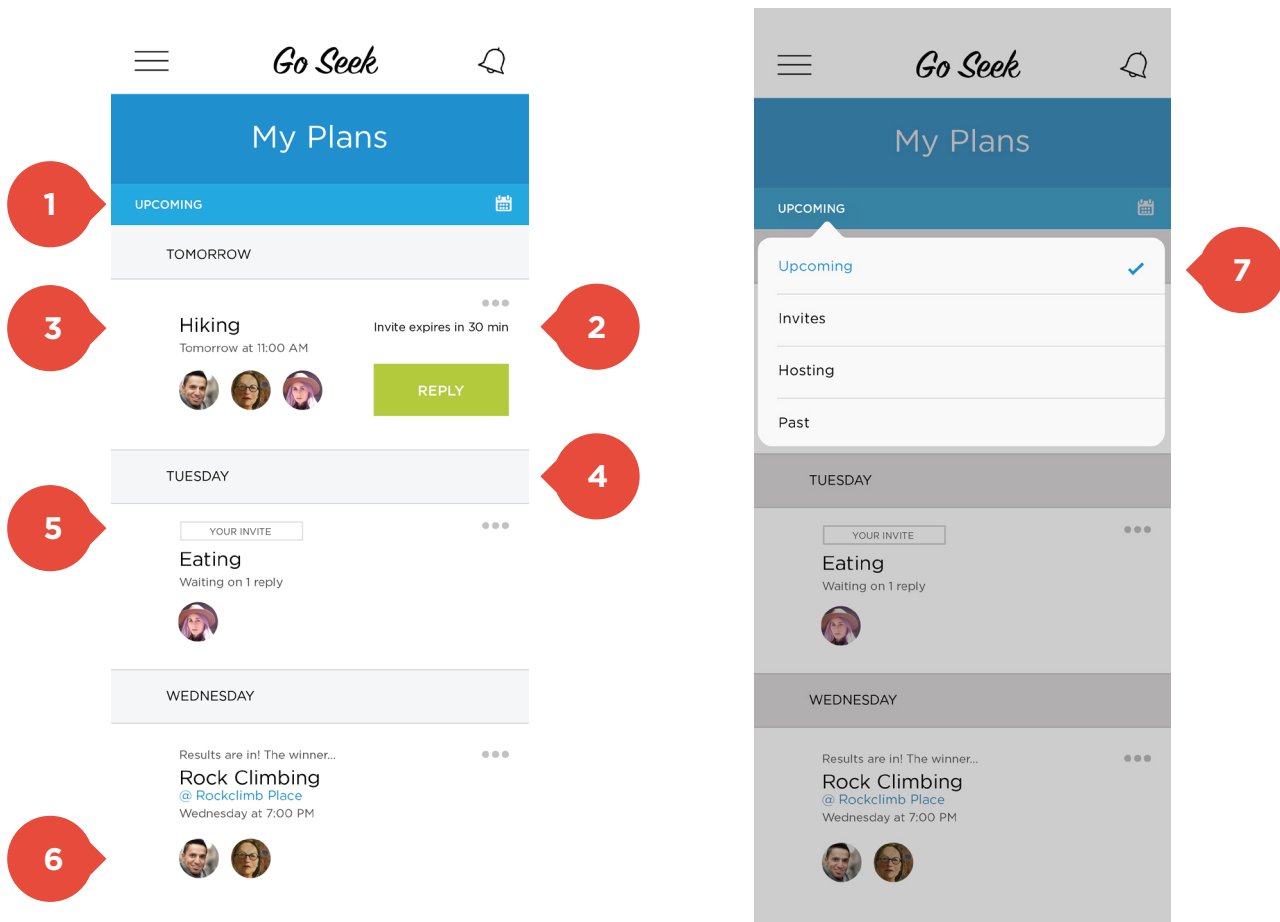 Go Seek
My Plans
1
UPCOMING
TOMORROW
3
Hiking
Invite expires in 30 min
2
Tomorrow at 11:00 AM
REPLY
TUESDAY
4
5
YOUR INVITE
Eating
Waiting on 1 reply
WEDNESDAY
Results are in! The winner...
Rock Climbing
@ Rockclimb Place
Wednesday at 7:00 PM
6
Go Seek
My Plans
UPCOMING
Upcoming
7
Invites
Hosting
Past
TUESDAY
YOUR INVITE
Eating
Waiting on 1 reply
WEDNESDAY
Results are in! The winner...
Rock Climbing
@ Rockclimb Place
Wednesday at 7:00 PM